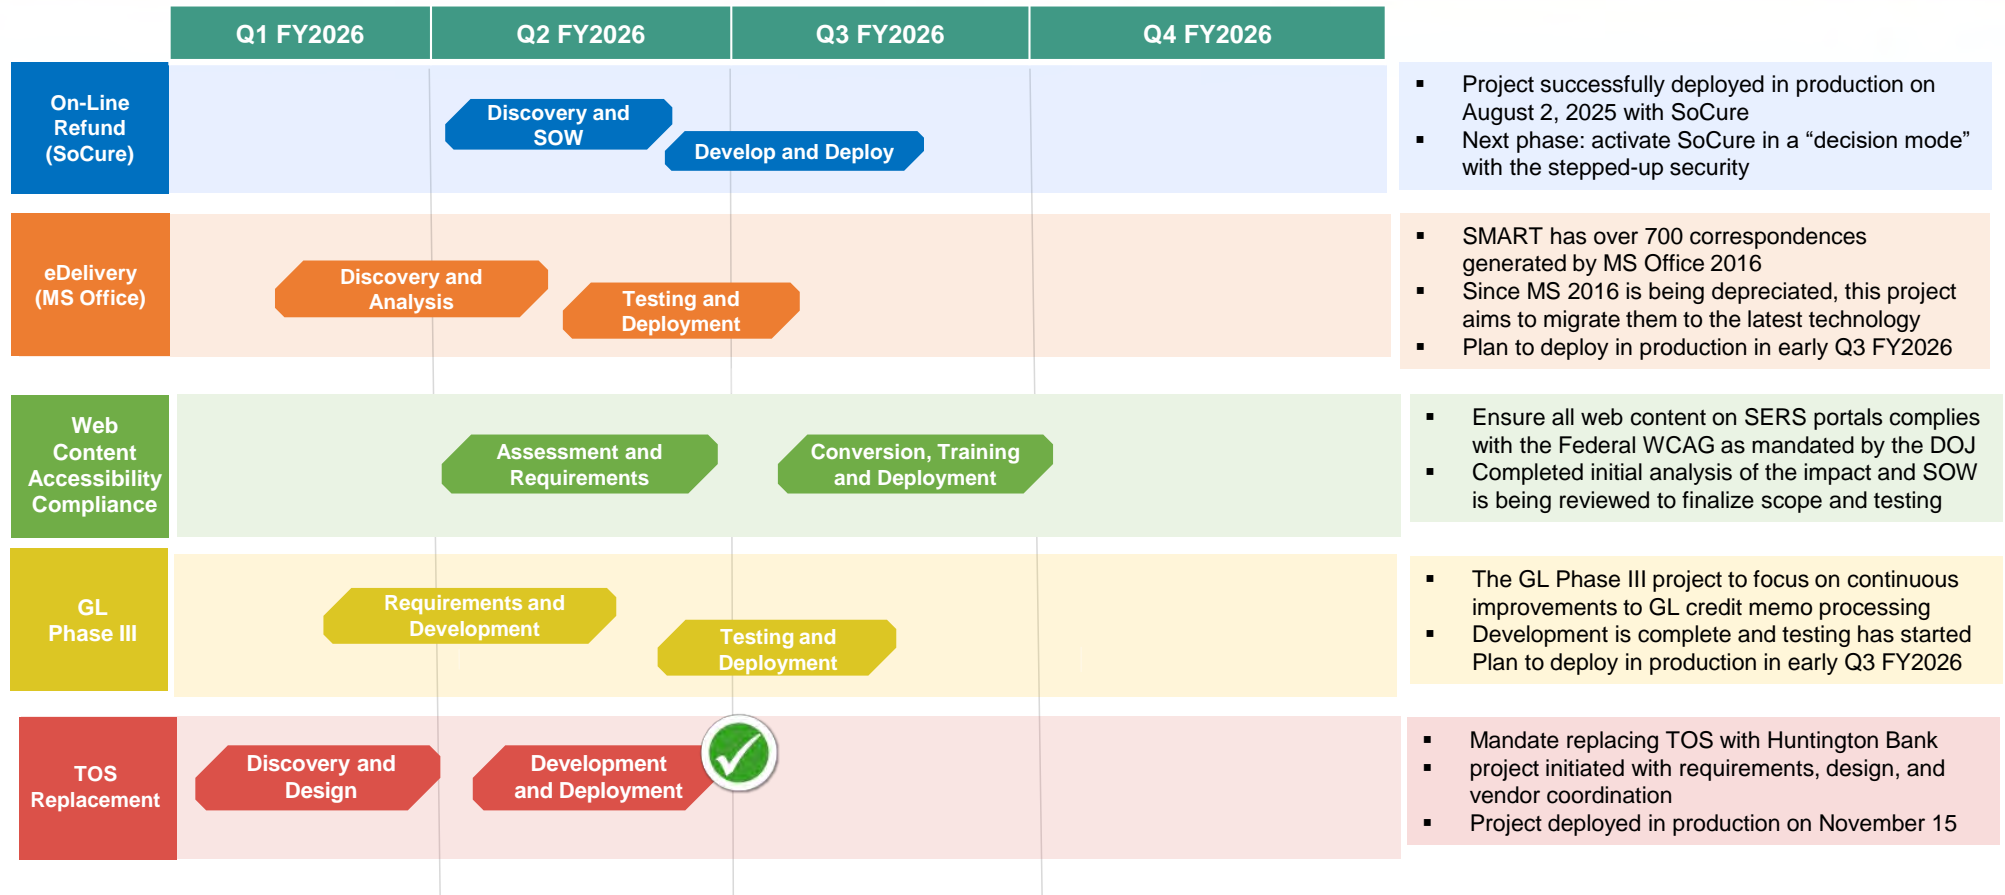 Q1 FY2026
Q2 FY2026
Q3 FY2026
Q4 FY2026
On-Line
Refund
(SoCure)
Discovery and
SOW
Develop and Deploy
▪ Project successfully deployed in production on
August 2, 2025 with SoCure
▪ Next phase: activate SoCure in a “decision mode”
with the stepped-up security
eDelivery
(MS Office)
Discovery and
Analysis
Testing and
Deployment
▪ SMART has over 700 correspondences
generated by MS Office 2016
▪ Since MS 2016 is being depreciated, this project
aims to migrate them to the latest technology
▪ Plan to deploy in production in early Q3 FY2026
Web
Content
Accessibility
Compliance
Assessment and
Requirements
Conversion, Training
and Deployment
▪ Ensure all web content on SERS portals complies
with the Federal WCAG as mandated by the DOJ
▪ Completed initial analysis of the impact and SOW
is being reviewed to finalize scope and testing
GL
Phase III
Requirements and
Development
Testing and
Deployment
▪ The GL Phase III project to focus on continuous
improvements to GL credit memo processing
▪ Development is complete and testing has started
Plan to deploy in production in early Q3 FY2026
TOS
Replacement
Discovery and
Design
Development
and Deployment
▪ Mandate replacing TOS with Huntington Bank
▪ project initiated with requirements, design, and
vendor coordination
▪ Project deployed in production on November 15